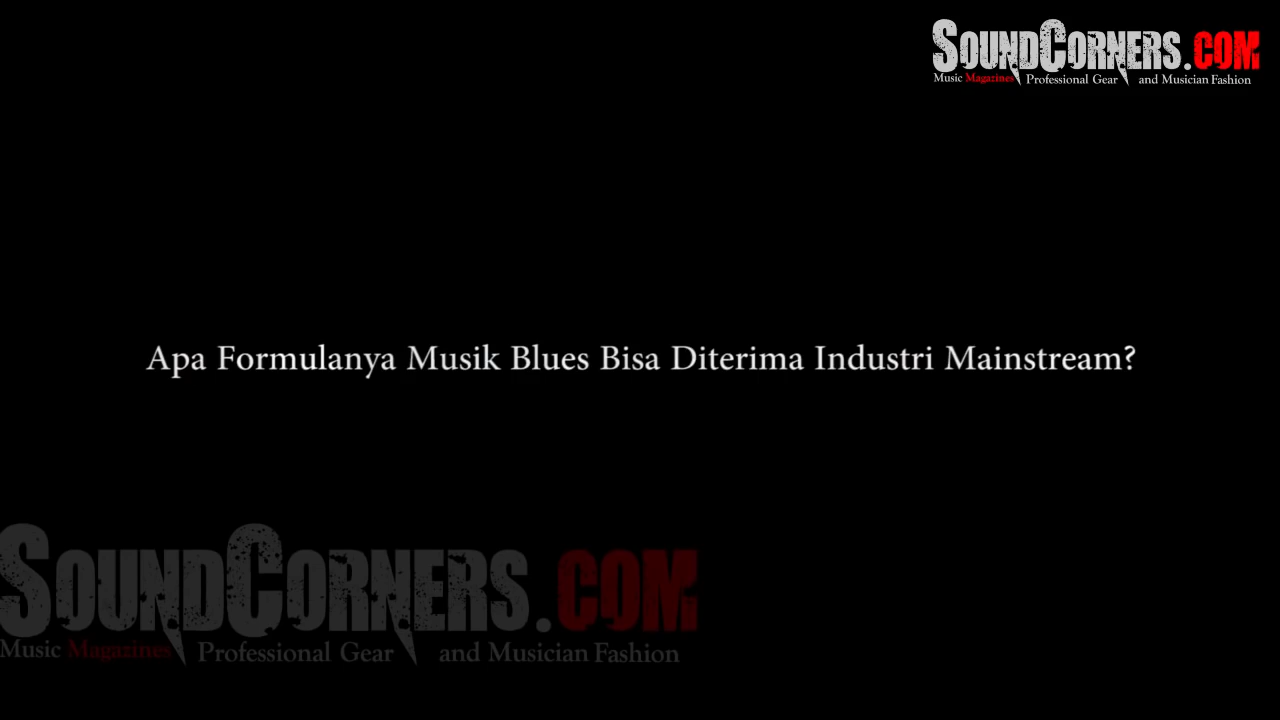 SOUNDCORNERS.COM
Music Magazines Professional Gear and Musician Fashion
Apa Formulanya Musik Blues Bisa Diterima Industri Mainstream?
SOUNDCORNERS.COM
Music Magazines Professional Gear and Musician Fashion